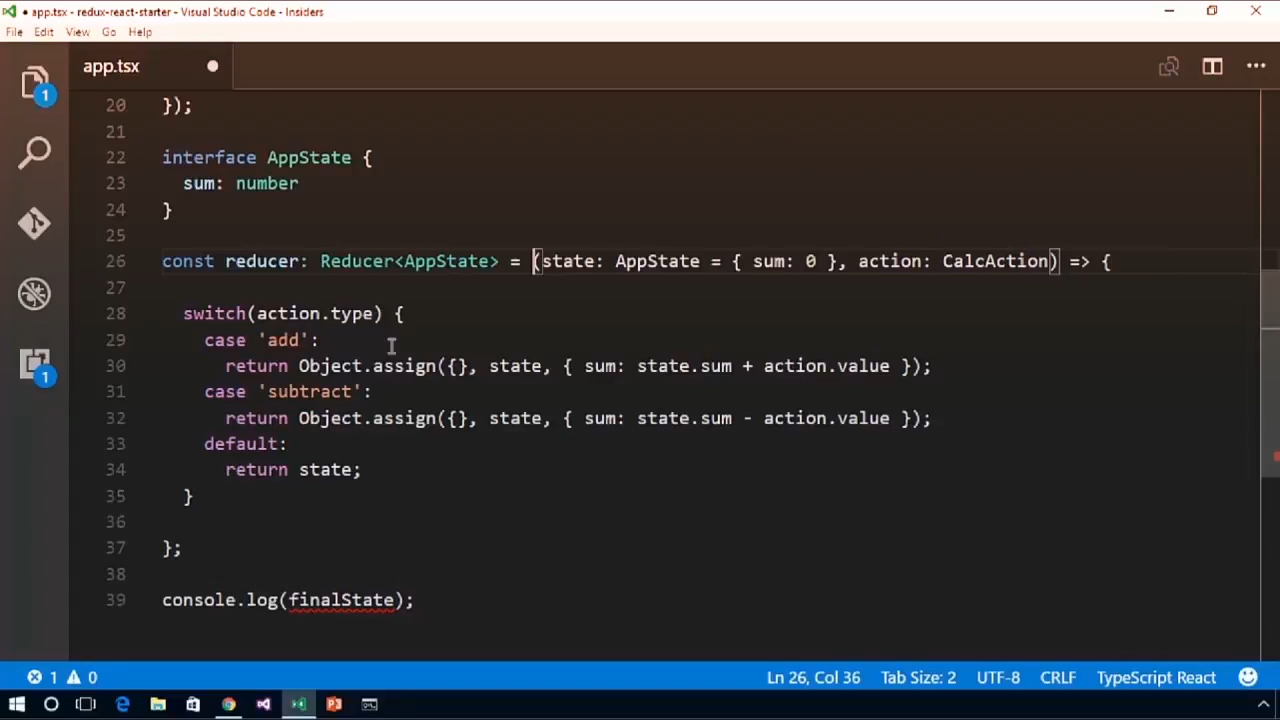 ● app.tsx - redux-react-starter - Visual Studio Code - Insiders
File Edit View Go Help
app.tsx
1
1
20 });
21
22 interface AppState {
23 sum: number
24 }
25
26 const reducer: Reducer<AppState> = (state: AppState = { sum: 0 }, action: CalcAction) => {
27
28 switch(action.type) {
29 case 'add':
30 return Object.assign({}, state, { sum: state.sum + action.value });
31 case 'subtract':
32 return Object.assign({}, state, { sum: state.sum - action.value });
33 default:
34 return state;
35 }
36
37 };
38
39 console.log(finalState);
1 0 Ln 26, Col 36 Tab Size: 2 UTF-8 CRLF TypeScript React